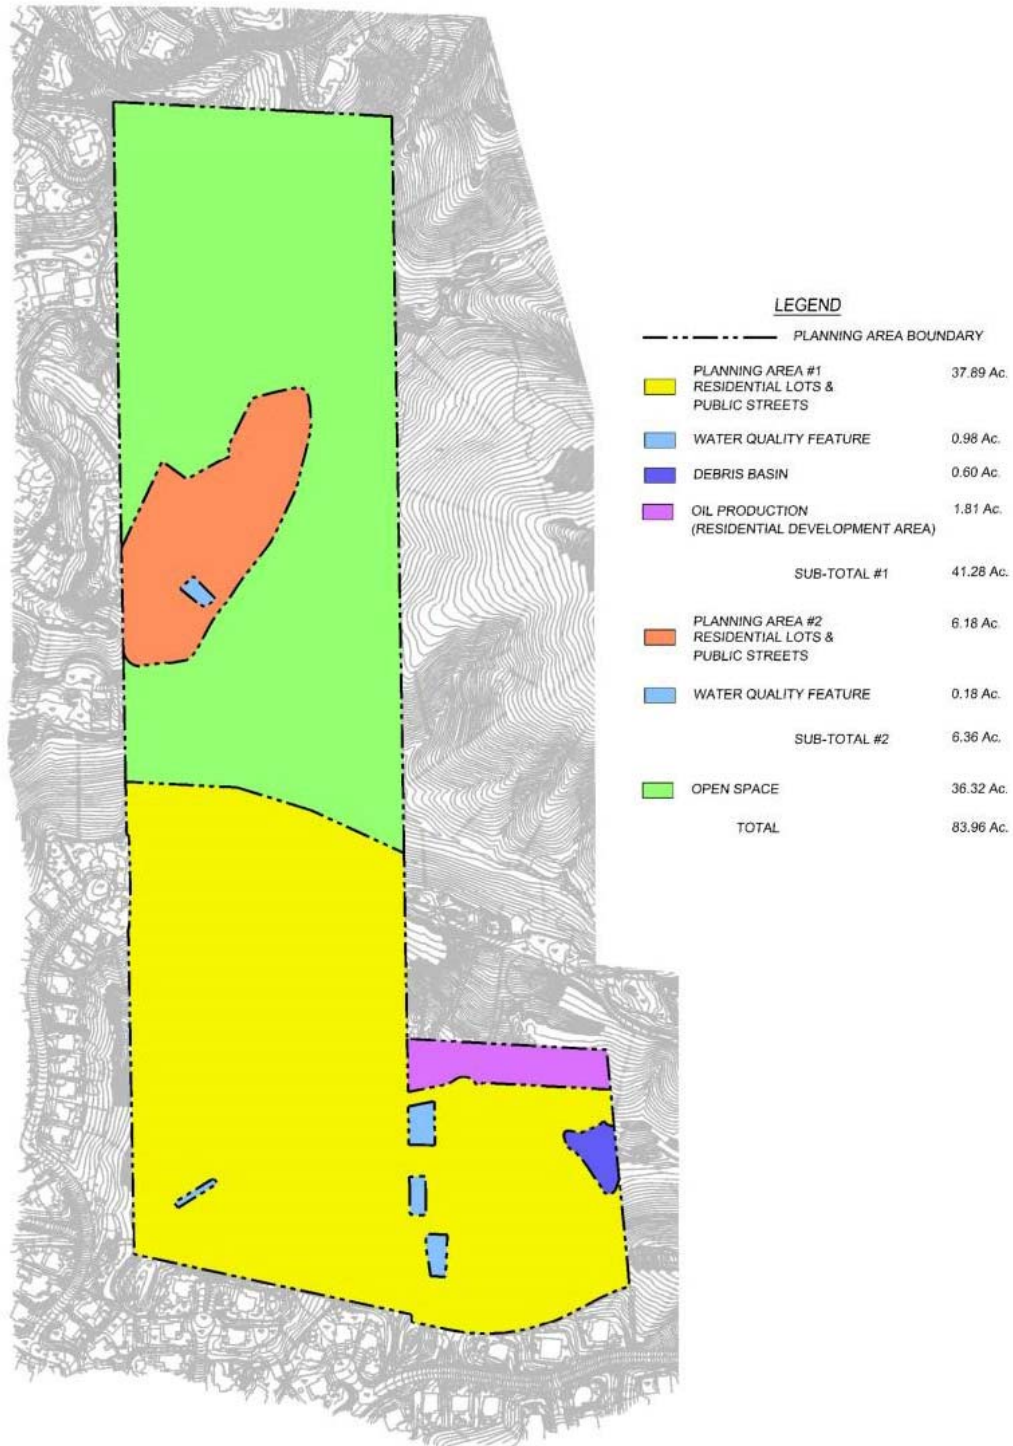 LEGEND
PLANNING AREA BOUNDARY
PLANNING AREA #1 37.89 Ac.
RESIDENTIAL LOTS &
PUBLIC STREETS
WATER QUALITY FEATURE 0.98 Ac.
DEBRIS BASIN 0.60 Ac.
OIL PRODUCTION 1.81 Ac.
(RESIDENTIAL DEVELOPMENT AREA)
SUB-TOTAL #1 41.28 Ac.
PLANNING AREA #2 6.18 Ac.
RESIDENTIAL LOTS &
PUBLIC STREETS
WATER QUALITY FEATURE 0.18 Ac.
SUB-TOTAL #2 6.36 Ac.
OPEN SPACE 36.32 Ac.
TOTAL 83.96 Ac.